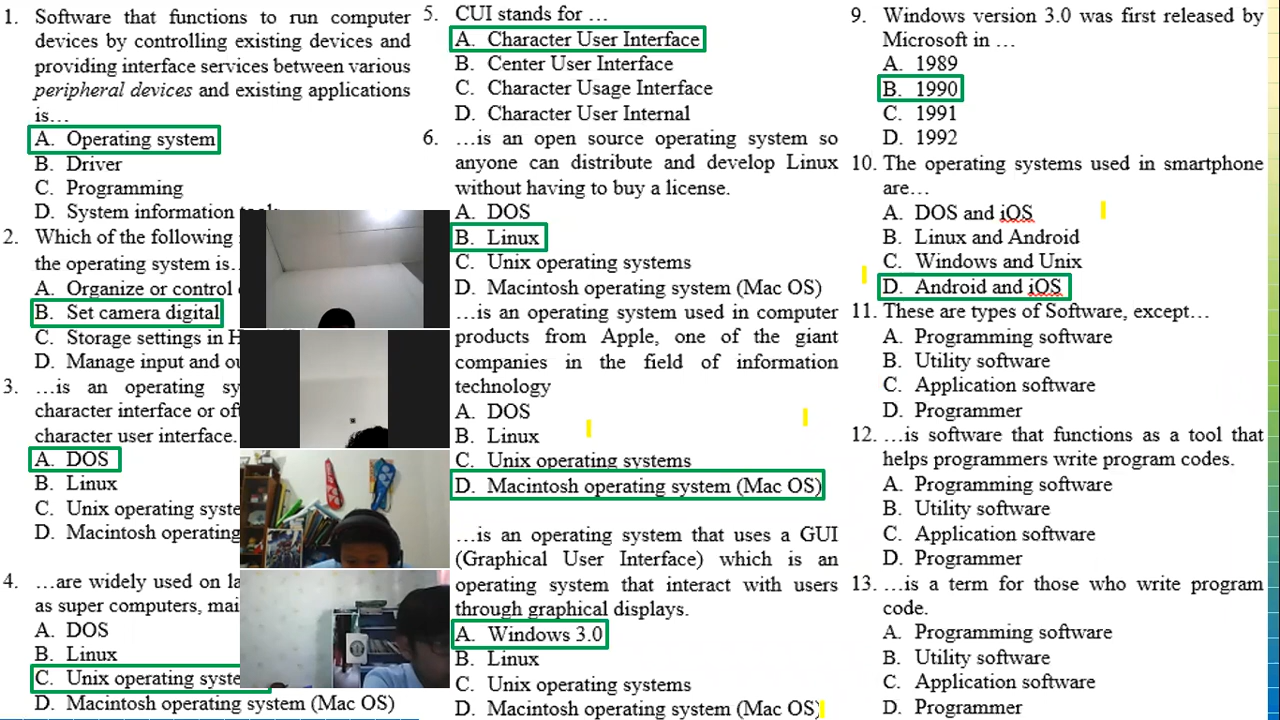 1. Software that functions to run computer
devices by controlling existing devices and
providing interface services between various
peripheral devices and existing applications
is…
A. Operating system
B. Driver
C. Programming
D. System information
2. Which of the following
the operating system is
A. Organize or control
B. Set camera digital
C. Storage settings in
D. Manage input and
3. …is an operating
character interface or
character user interface.
A. DOS
B. Linux
C. Unix operating
D. Macintosh operating
4. …are widely used on
as super computers,
A. DOS
B. Linux
C. Unix operating
D. Macintosh operating system (Mac OS)
5. CUI stands for …
A. Character User Interface
B. Center User Interface
C. Character Usage Interface
D. Character User Internal
6. …is an open source operating system so
anyone can distribute and develop Linux
without having to buy a license.
A. DOS
B. Linux
C. Unix operating systems
D. Macintosh operating system (Mac OS)
…is an operating system used in computer
products from Apple, one of the giant
companies in the field of information
technology
A. DOS
B. Linux
C. Unix operating systems
D. Macintosh operating system (Mac OS)
…is an operating system that uses a GUI
(Graphical User Interface) which is an
operating system that interact with users
through graphical displays.
A. Windows 3.0
B. Linux
C. Unix operating systems
D. Macintosh operating system (Mac OS)
9. Windows version 3.0 was first released by
Microsoft in …
A. 1989
B. 1990
C. 1991
D. 1992
10. The operating systems used in smartphone
are…
A. DOS and iOS
B. Linux and Android
C. Windows and Unix
D. Android and iOS
11. These are types of Software, except…
A. Programming software
B. Utility software
C. Application software
D. Programmer
12. …is software that functions as a tool that
helps programmers write program codes.
A. Programming software
B. Utility software
C. Application software
D. Programmer
13. …is a term for those who write program
code.
A. Programming software
B. Utility software
C. Application software
D. Programmer